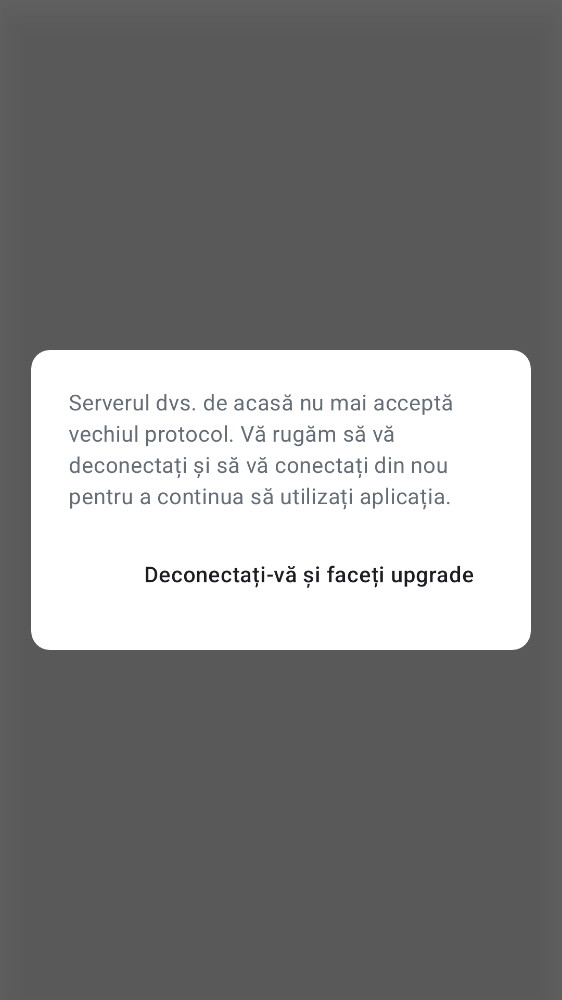 Serverul dvs. de acasă nu mai acceptă
vechiul protocol. Vă rugăm să vă
deconectați și să vă conectați din nou
pentru a continua să utilizați aplicația.
Deconectați-vă și faceți upgrade